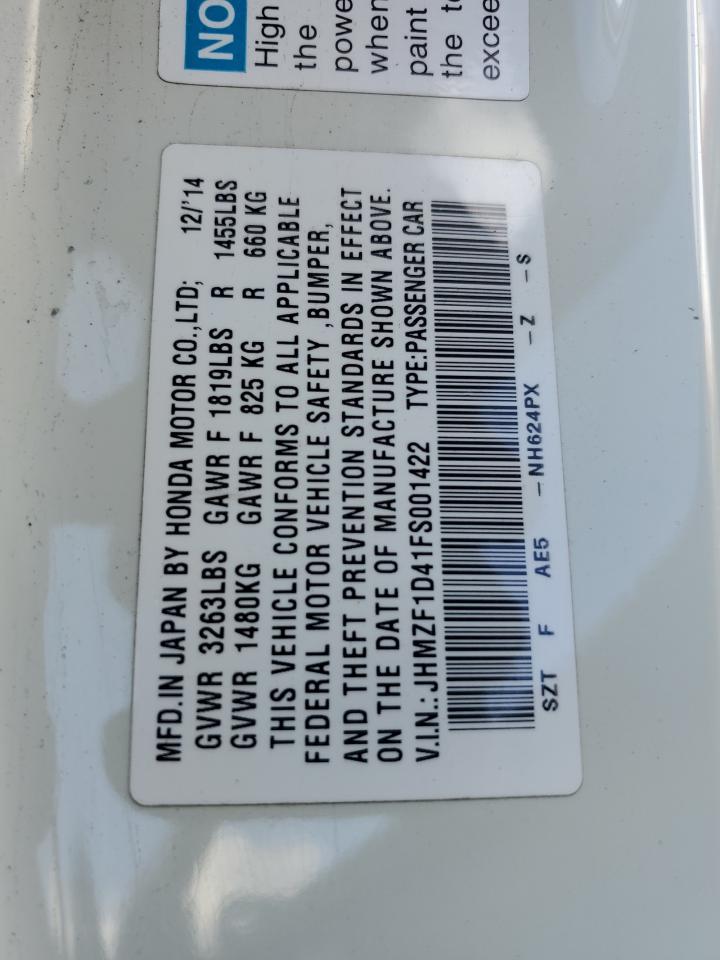 NO
High
the
powe
when
paint
the to
excee
MFD.IN JAPAN BY HONDA MOTOR CO.,LTD; 12/'14
GVWR 3263LBS GAWR F 1819LBS R 1455LBS
GVWR 1480KG GAWR F 825 KG R 660 KG
THIS VEHICLE CONFORMS TO ALL APPLICABLE
FEDERAL MOTOR VEHICLE SAFETY ,BUMPER,
AND THEFT PREVENTION STANDARDS IN EFFECT
ON THE DATE OF MANUFACTURE SHOWN ABOVE.
V.I.N.: JHMZF1D41FS001422 TYPE:PASSENGER CAR
SZT F AE5 -NH624PX -Z -S